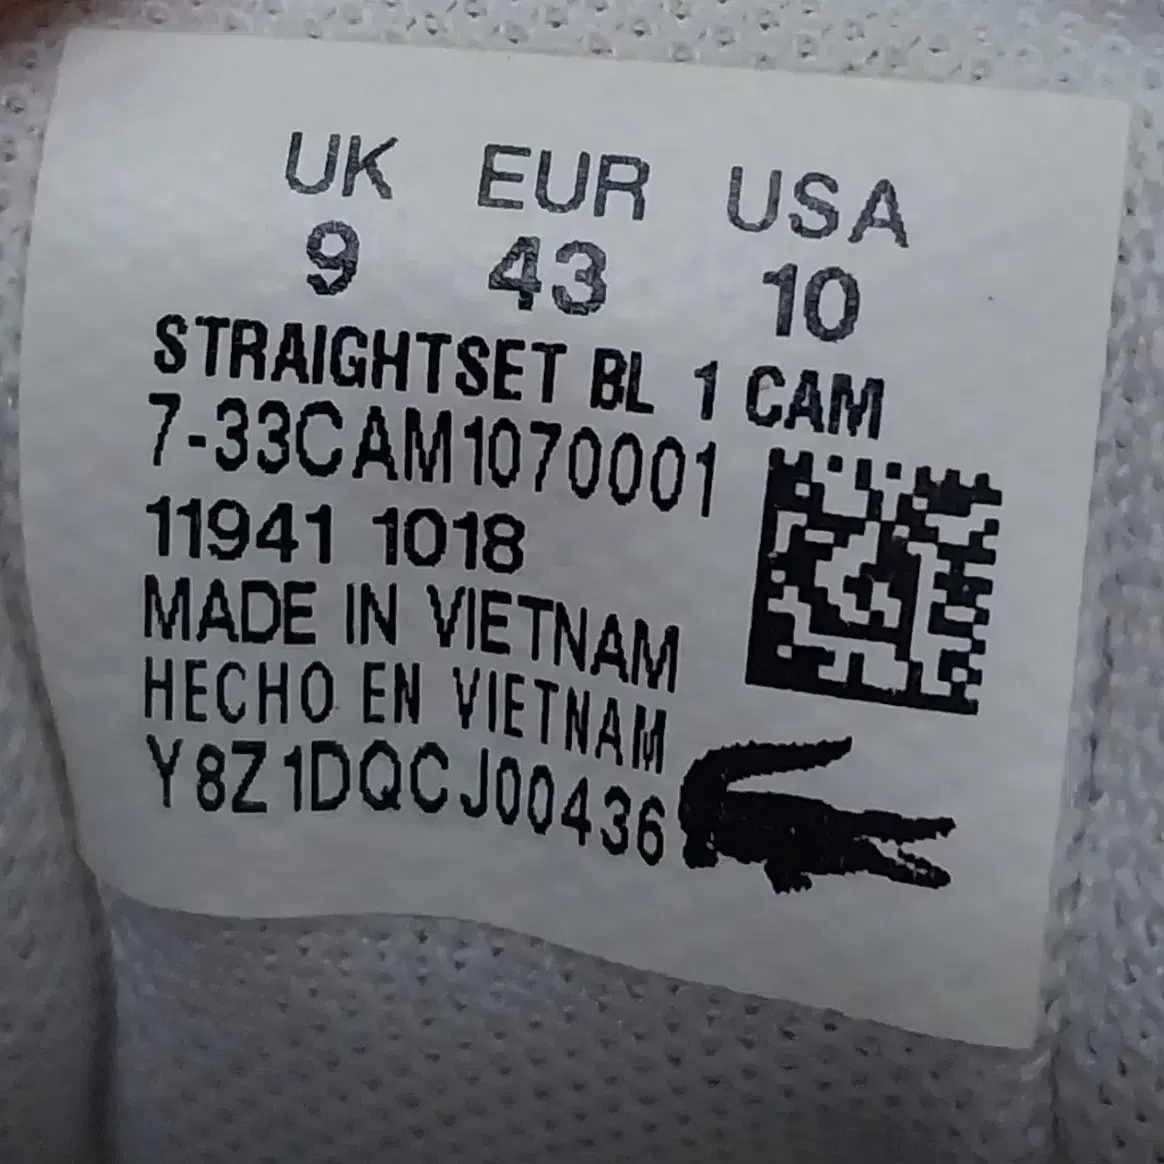 UK EUR USA
9 43 10
STRAIGHTSET BL 1 CAM
7-33CAM1070001
11941 1018
MADE IN VIETNAM
HECHO EN VIETNAM
Y8Z1DQCJ00436